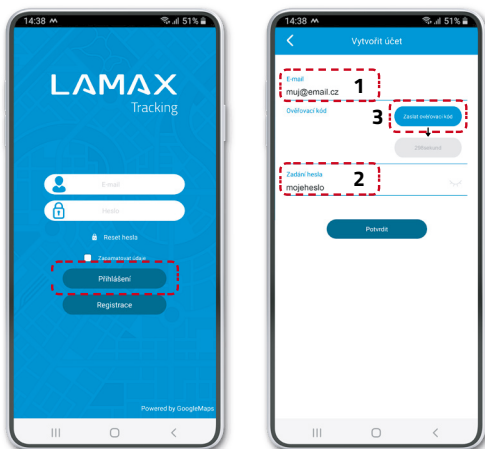 14:38 51%
LAMAX
Tracking
E-mail
Heslo
Reset hesla
Zapamatovat údaje
Přihlášení
Registrace
Powered by GoogleMaps
14:38 51%
Vytvořit účet
E-mail
muj@email.cz 1
Ověřovací kód 3 Zaslat ověřovací kód
Zadání hesla
mojeheslo 2
Potvrdit